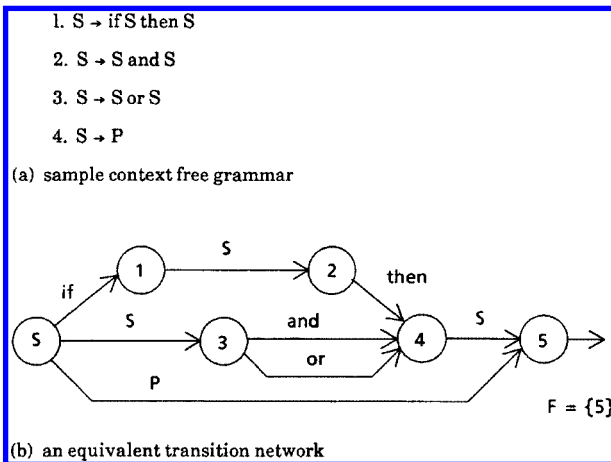 1. S → if S then S
2. S → S and S
3. S → S or S
4. S → P
(a) sample context free grammar
S
1
2
if
then
S
S
3
and
or
4
S
5
P
F = {5}
(b) an equivalent transition network